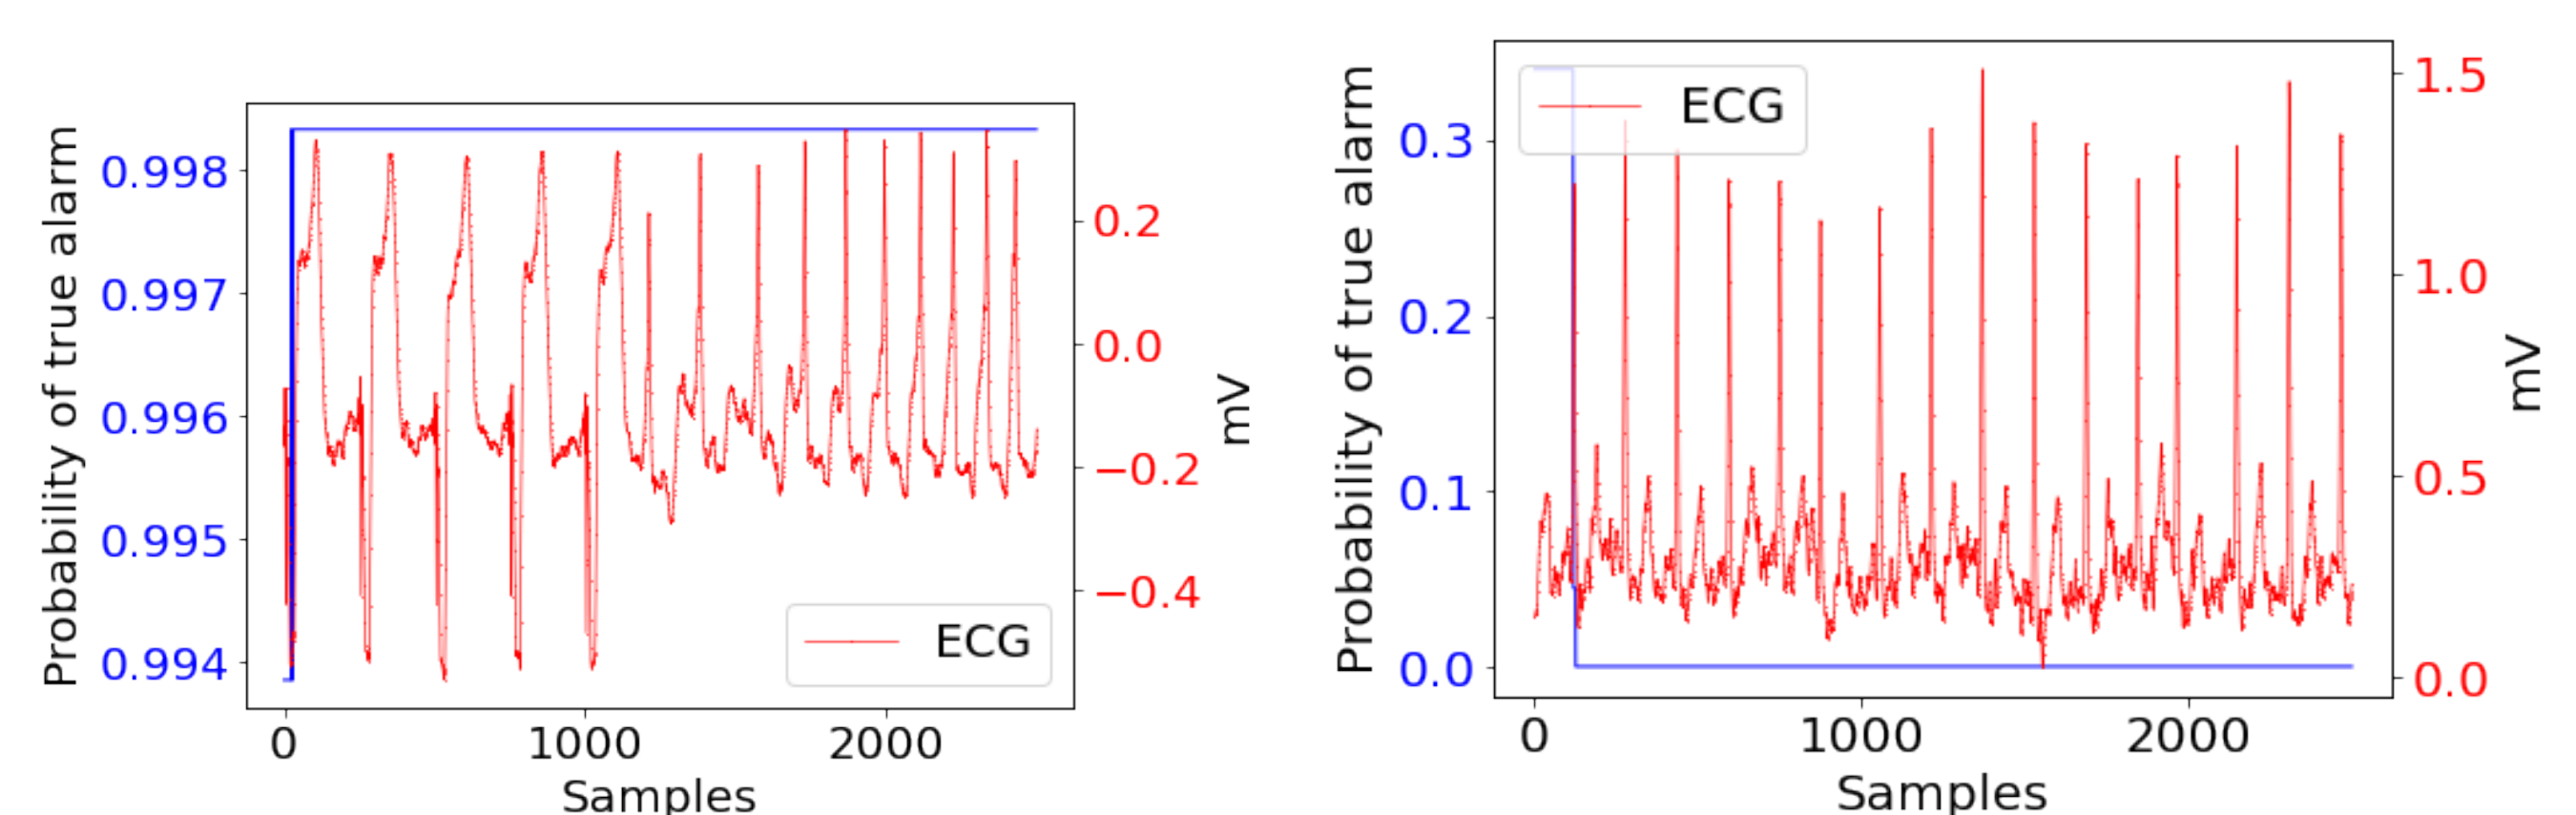 Probability of true alarm
0.998
0.997
0.996
0.995
0.994
0.2
0.0
−0.2
−0.4
mV
ECG
0
1000
2000
Samples
Probability of true alarm
0.3
0.2
0.1
0.0
1.5
1.0
0.5
0.0
mV
ECG
0
1000
2000
Samples